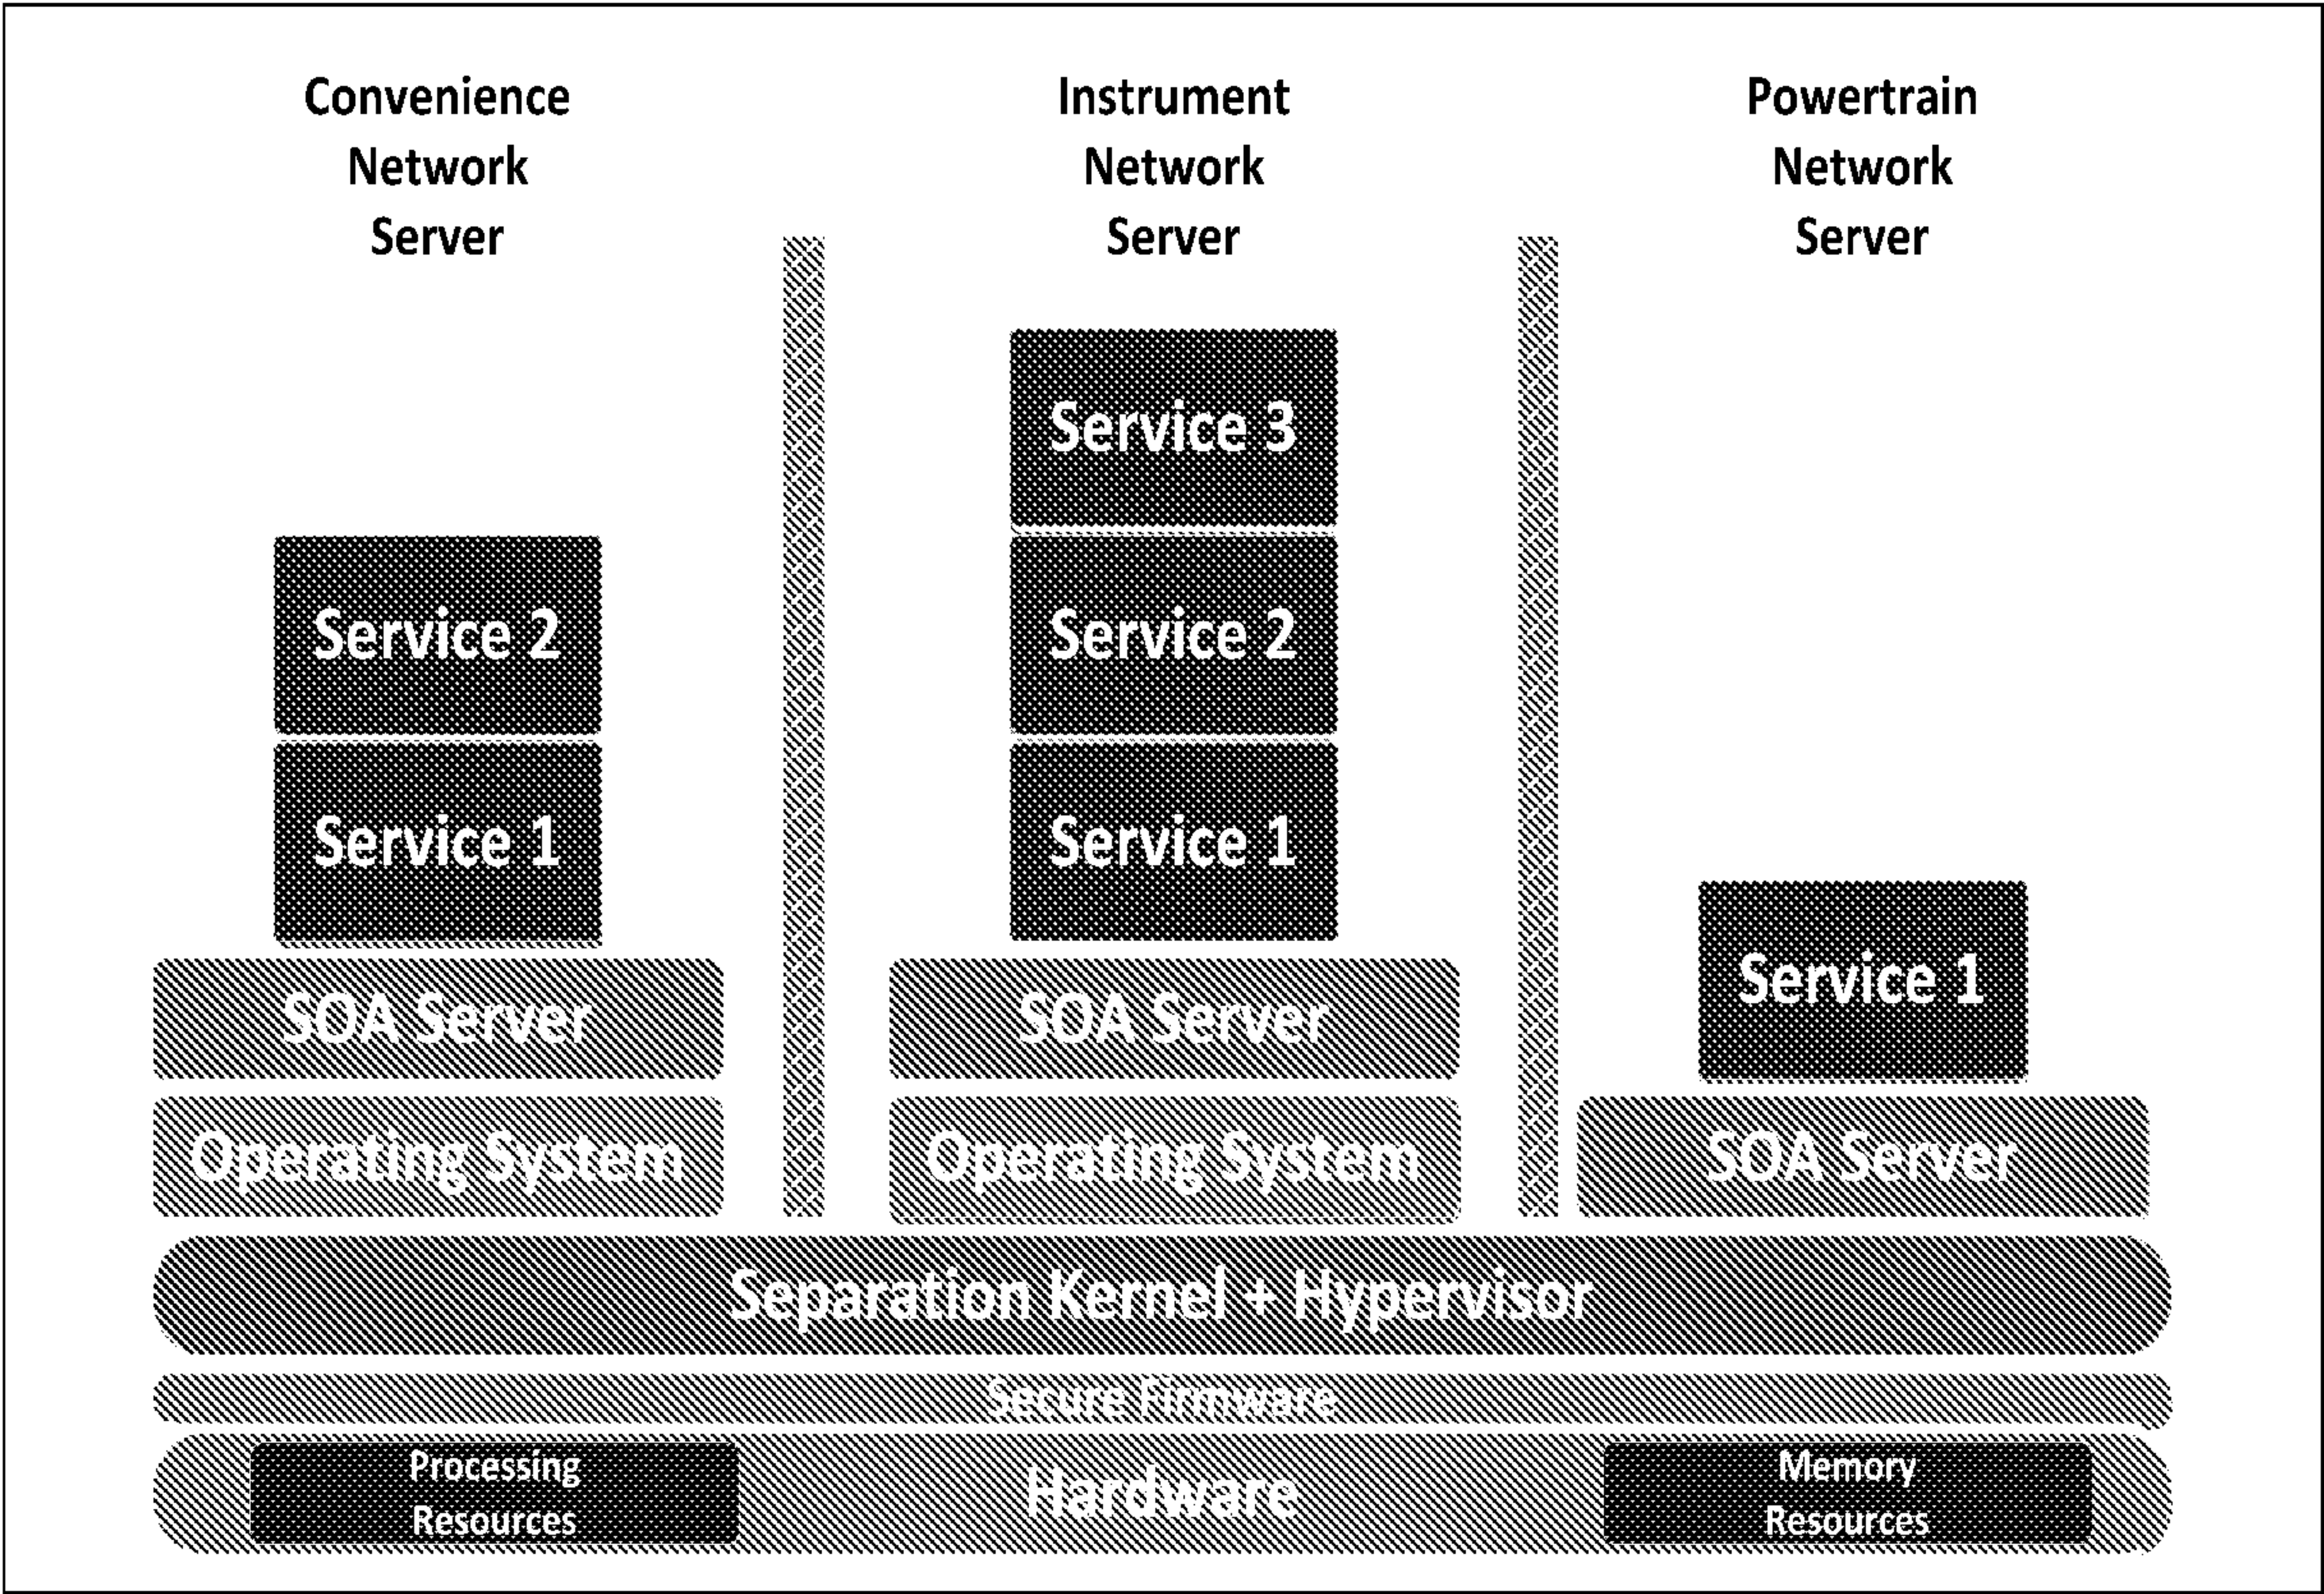 Convenience
Network
Server
Instrument
Network
Server
Powertrain
Network
Server
Service 3
Service 2
Service 2
Service 1
Service 1
Service 1
SOA Server
SOA Server
Operating System
Operating System
SOA Server
Separation Kernel + Hypervisor
Secure Firmware
Processing
Resources
Hardware
Memory
Resources